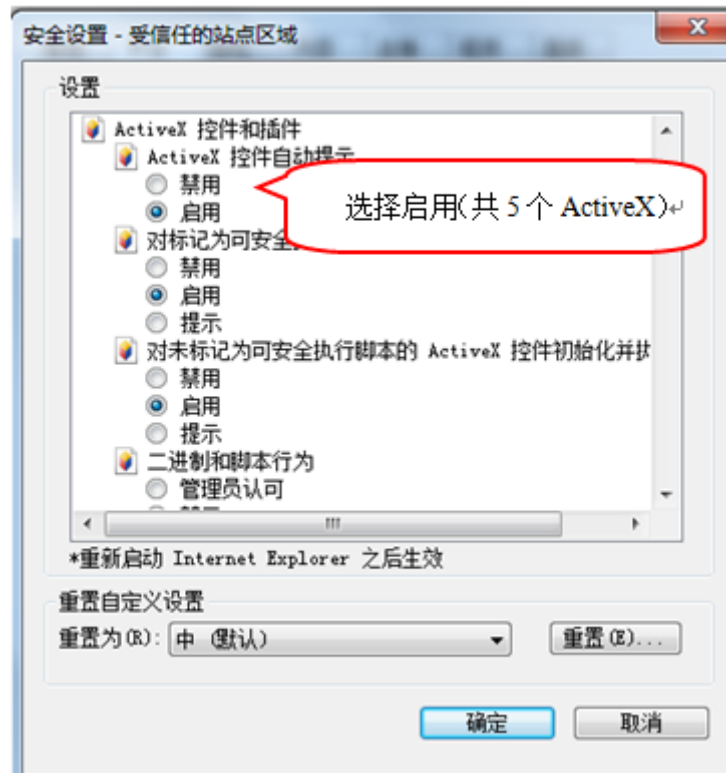 安全设置 - 受信任的站点区域
设置
ActiveX 控件和插件
ActiveX 控件自动提示
禁用
选择启用(共 5 个 ActiveX)↵
启用
对标记为可安全
禁用
启用
提示
对未标记为可安全执行脚本的 ActiveX 控件初始化并执
禁用
启用
提示
二进制和脚本行为
管理员认可
*重新启动 Internet Explorer 之后生效
重置自定义设置
重置为(R): 中 (默认) 重置(E)...
确定 取消